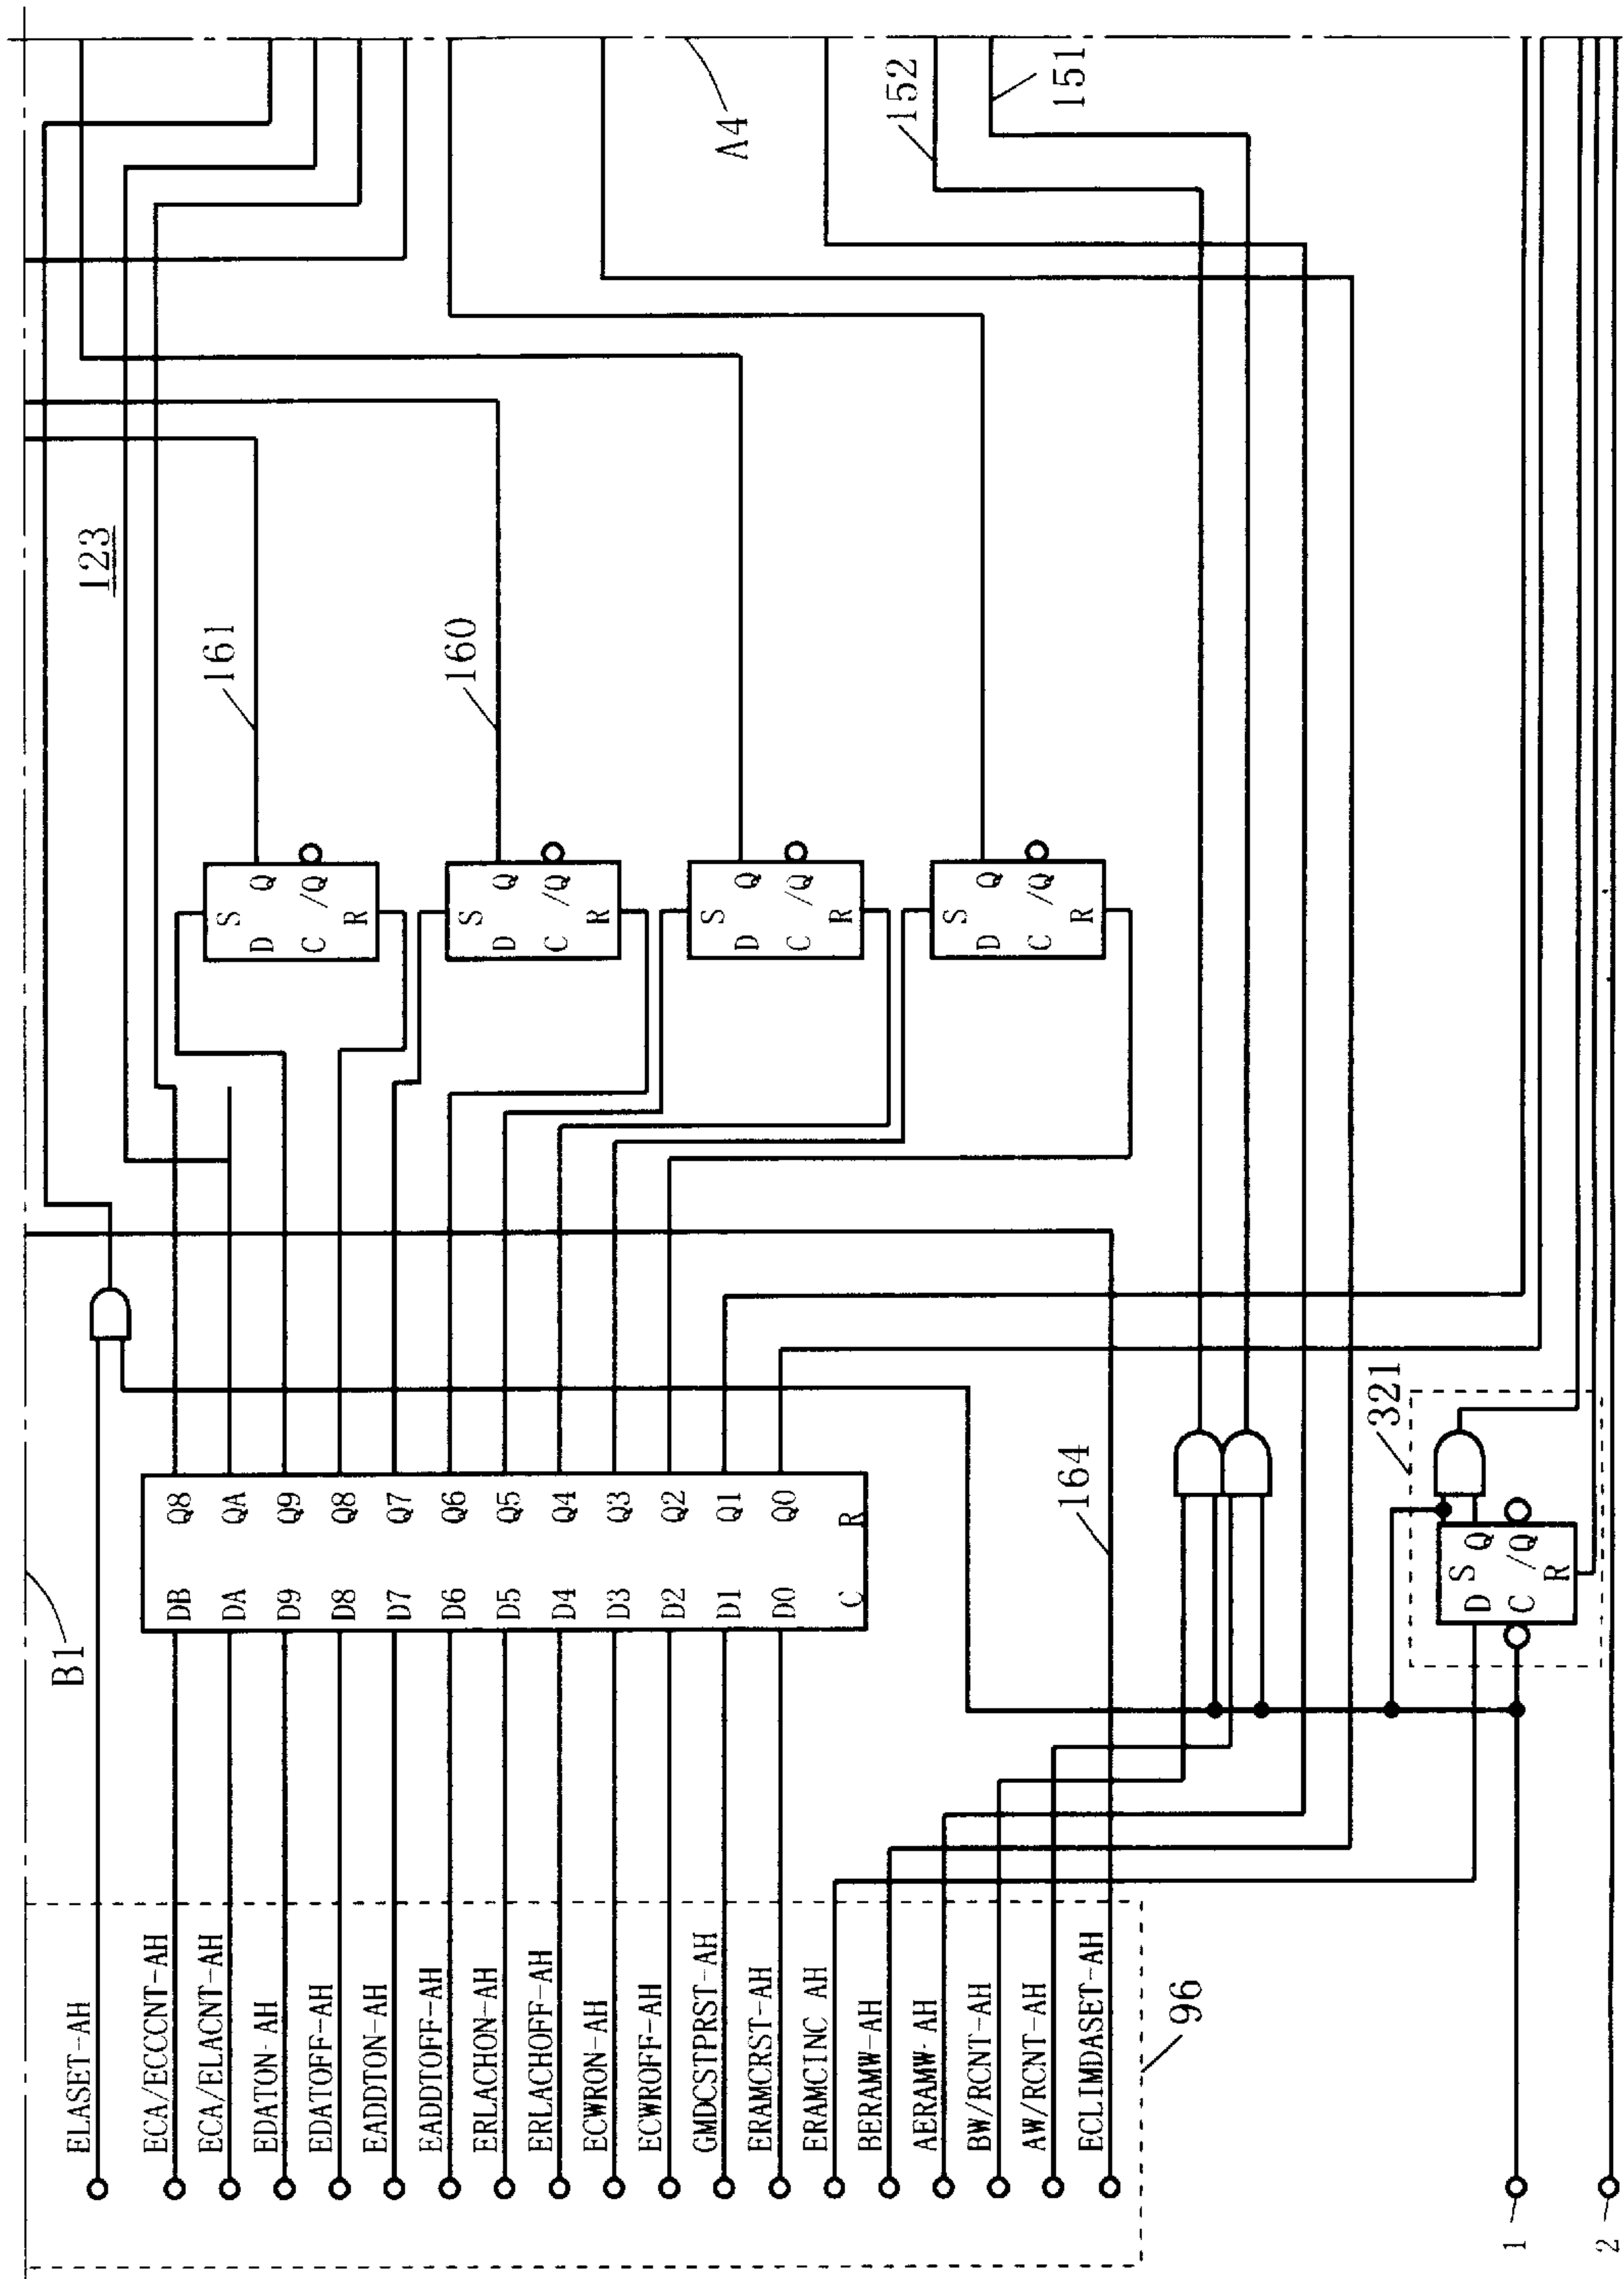 B1
123
161
160
A4
152
151
164
321
96
ELASET-AH
ECA/ECCCNT-AH
ECA/ELACNT-AH
EDATON-AH
EDATOFF-AH
EADDTON-AH
EADDTOFF-AH
ERLACHON-AH
ERLACHOFF-AH
ECWRON-AH
ECWROFF-AH
GMDCSTPRST-AH
ERAMCRST-AH
ERAMCINC AH
BERAMW-AH
AERAMW-AH
BW/RCNT-AH
AW/RCNT-AH
ECLIMDASET-AH
1
2
DB Q8
DA QA
D9 Q9
D8 Q8
D7 Q7
D6 Q6
D5 Q5
D4 Q4
D3 Q3
D2 Q2
D1 Q1
D0 Q0
C R
S
D Q
C /Q
R
S
D Q
C /Q
R
S
D Q
C /Q
R
S
D Q
C /Q
R
S
D Q
C /Q
R